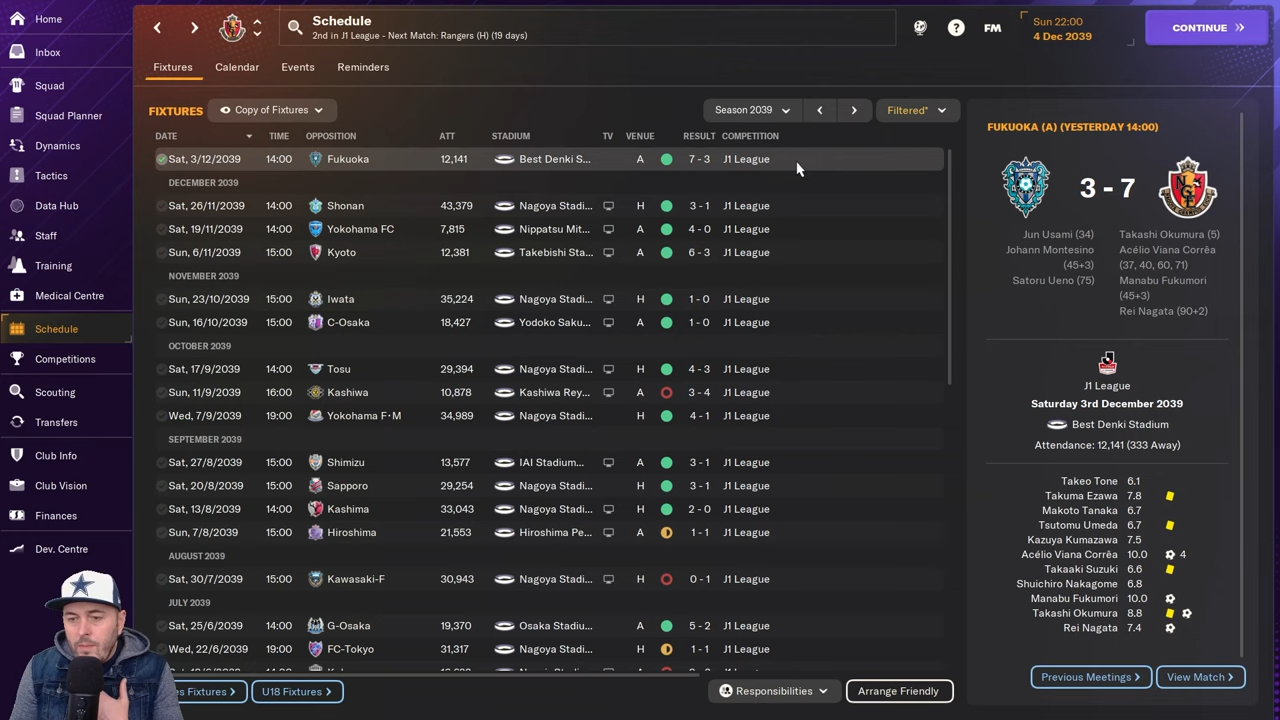 Home
Inbox
Squad
Squad Planner
Dynamics
Tactics
Data Hub
Staff
Training
Medical Centre
Schedule
Competitions
Scouting
Transfers
Club Info
Club Vision
Finances
Dev. Centre
Schedule
2nd in J1 League - Next Match: Rangers (H) (19 days)
FM
Sun 22:00
4 Dec 2039
CONTINUE
Fixtures Calendar Events Reminders
FIXTURES Copy of Fixtures Season 2039 Filtered*
DATE TIME OPPOSITION ATT STADIUM TV VENUE RESULT COMPETITION
Sat, 3/12/2039 14:00 Fukuoka 12,141 Best Denki S... A 7 - 3 J1 League
DECEMBER 2039
Sat, 26/11/2039 14:00 Shonan 43,379 Nagoya Stadi... H 3 - 1 J1 League
Sat, 19/11/2039 14:00 Yokohama FC 7,815 Nippatsu Mit... A 4 - 0 J1 League
Sun, 6/11/2039 15:00 Kyoto 12,381 Takebishi Sta... A 6 - 3 J1 League
NOVEMBER 2039
Sun, 23/10/2039 15:00 Iwata 35,224 Nagoya Stadi... H 1 - 0 J1 League
Sun, 16/10/2039 15:00 C-Osaka 18,427 Yodoko Saku... A 1 - 0 J1 League
OCTOBER 2039
Sat, 17/9/2039 14:00 Tosu 29,394 Nagoya Stadi... H 4 - 3 J1 League
Sun, 11/9/2039 16:00 Kashiwa 10,878 Kashiwa Rey... A 3 - 4 J1 League
Wed, 7/9/2039 19:00 Yokohama F·M 34,989 Nagoya Stadi... H 4 - 1 J1 League
SEPTEMBER 2039
Sat, 27/8/2039 15:00 Shimizu 13,577 IAI Stadium... A 3 - 1 J1 League
Sat, 20/8/2039 15:00 Sapporo 29,254 Nagoya Stadi... H 3 - 1 J1 League
Sat, 13/8/2039 14:00 Kashima 33,043 Nagoya Stadi... H 2 - 0 J1 League
Sun, 7/8/2039 15:00 Hiroshima 21,553 Hiroshima Pe... A 1 - 1 J1 League
AUGUST 2039
Sat, 30/7/2039 15:00 Kawasaki-F 30,943 Nagoya Stadi... H 0 - 1 J1 League
JULY 2039
Sat, 25/6/2039 14:00 G-Osaka 19,370 Osaka Stadiu... A 5 - 2 J1 League
Wed, 22/6/2039 19:00 FC-Tokyo 31,317 Nagoya Stadi... H 1 - 1 J1 League
es Fixtures > U18 Fixtures > Responsibilities Arrange Friendly
FUKUOKA (A) (YESTERDAY 14:00)
3 - 7
Jun Usami (34)
Johann Montesino
(45+3)
Satoru Ueno (75)
Takashi Okumura (5)
Acélio Viana Corrêa
(37, 40, 60, 71)
Manabu Fukumori
(45+3)
Rei Nagata (90+2)
J1 League
Saturday 3rd December 2039
Best Denki Stadium
Attendance: 12,141 (333 Away)
Takeo Tone 6.1
Takuma Ezawa 7.8
Makoto Tanaka 6.7
Tsutomu Umeda 6.7
Kazuya Kumazawa 7.5
Acélio Viana Corrêa 10.0 4
Takaaki Suzuki 6.6
Shuichiro Nakagome 6.8
Manabu Fukumori 10.0
Takashi Okumura 8.8
Rei Nagata 7.4
Previous Meetings > View Match >